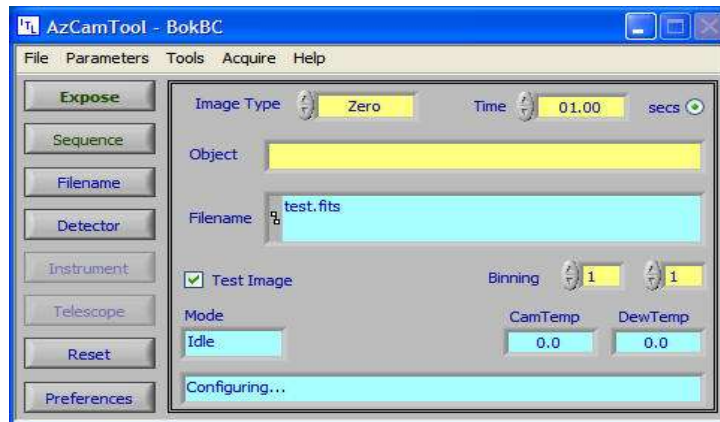 AzCamTool - BokBC
File Parameters Tools Acquire Help
Expose
Sequence
Filename
Detector
Instrument
Telescope
Reset
Preferences
Image Type Zero Time 01.00 secs
Object
Filename test.fits
Test Image Binning 1 1
Mode CamTemp DewTemp
Idle 0.0 0.0
Configuring...